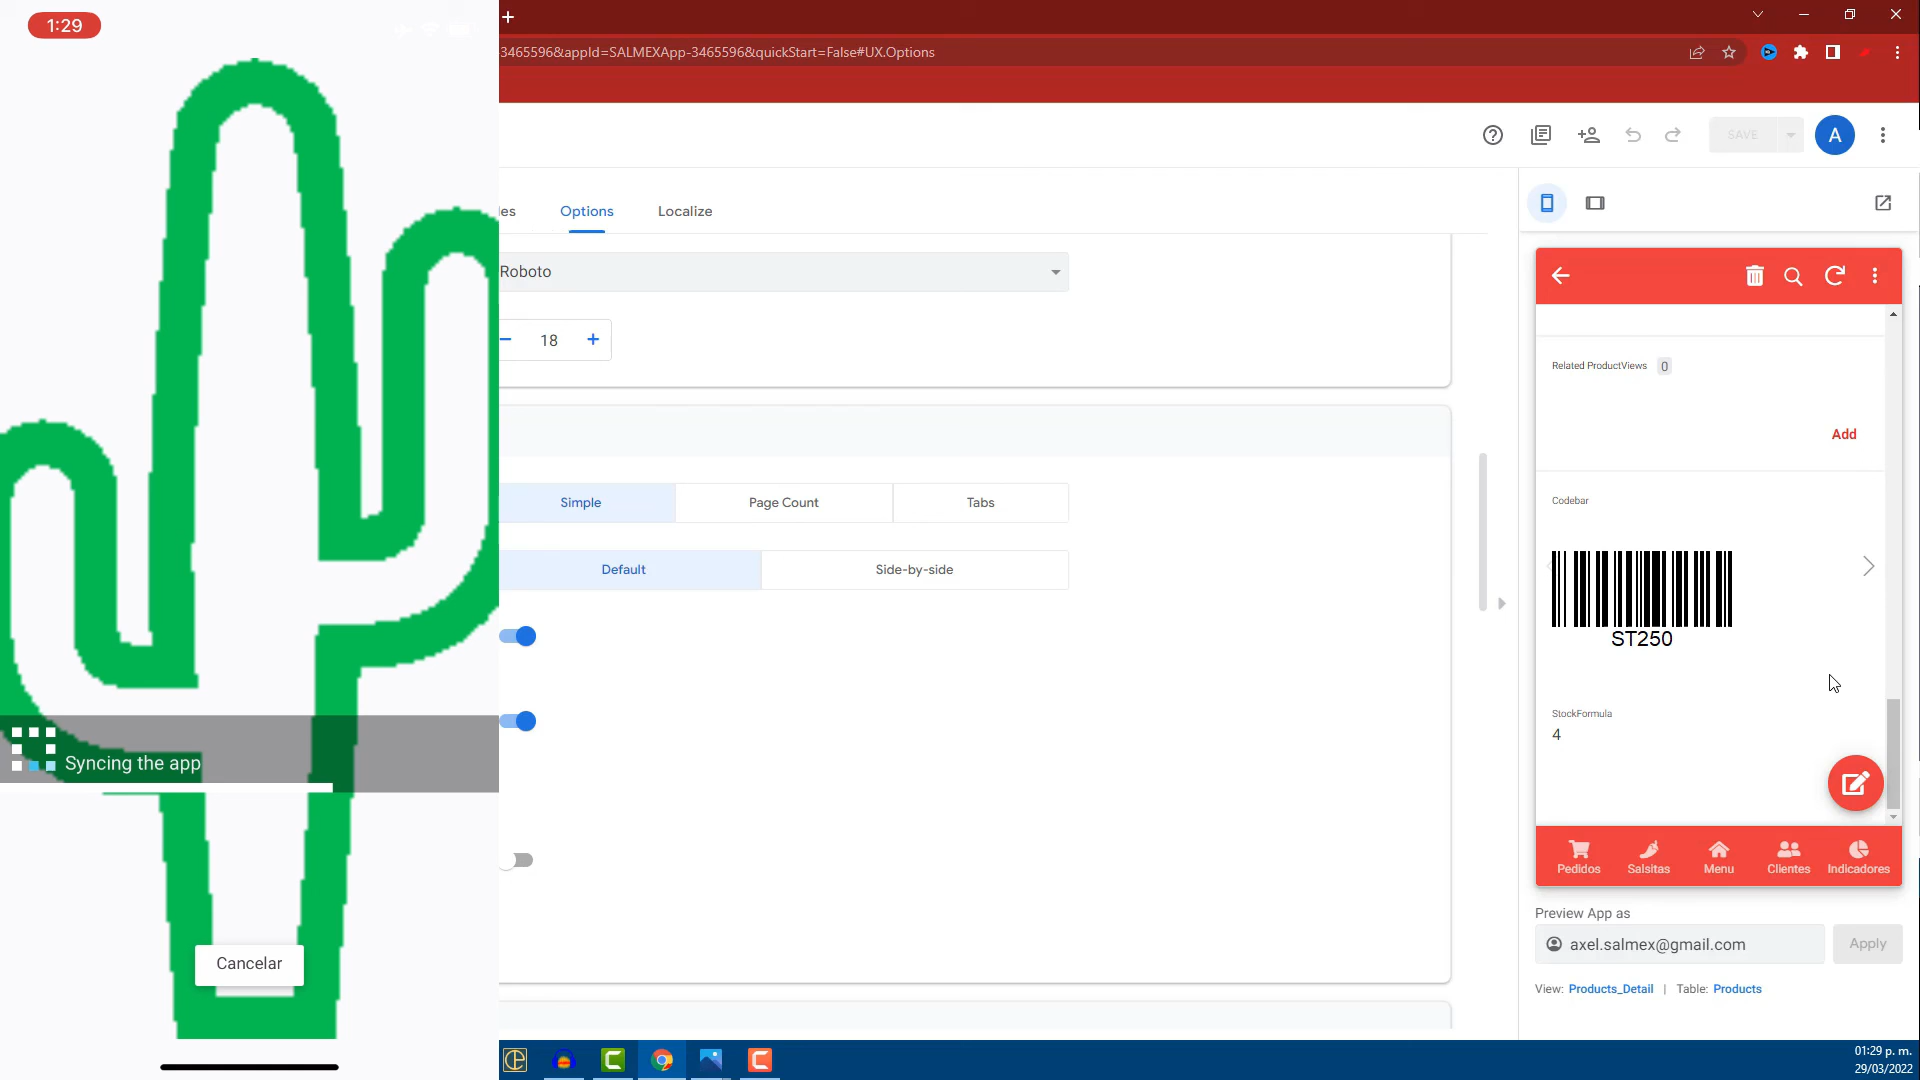 1:29
Syncing the app
Cancelar
3465596&appId=SALMEXApp-3465596&quickStart=False#UX.Options
SAVE
A
les
Options
Localize
Roboto
18
Simple
Page Count
Tabs
Default
Side-by-side
Related ProductViews 0
Add
Codebar
ST250
StockFormula
4
Pedidos
Salsitas
Menu
Clientes
Indicadores
Preview App as
axel.salmex@gmail.com
Apply
View: Products_Detail | Table: Products
01:29 p. m.
29/03/2022